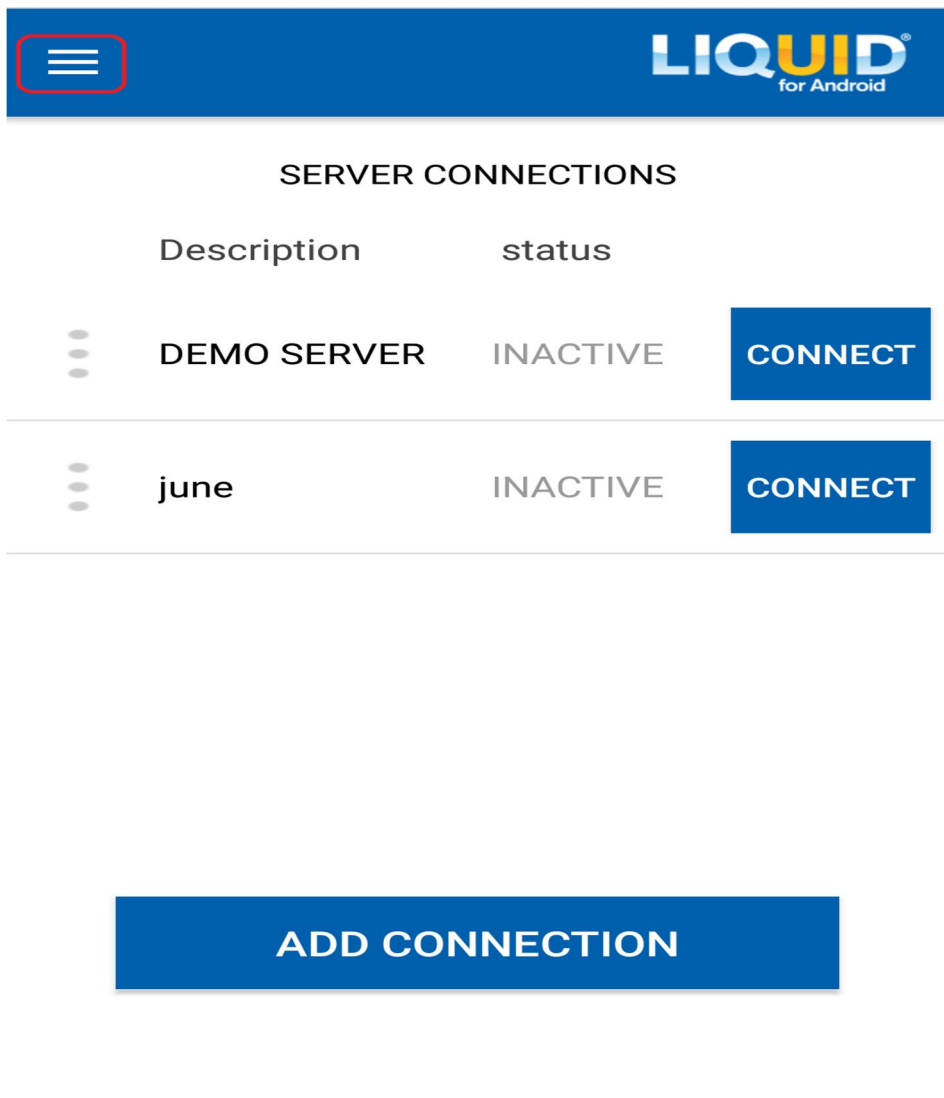 LIQUID®
for Android
SERVER CONNECTIONS
Description status
DEMO SERVER INACTIVE CONNECT
june INACTIVE CONNECT
ADD CONNECTION